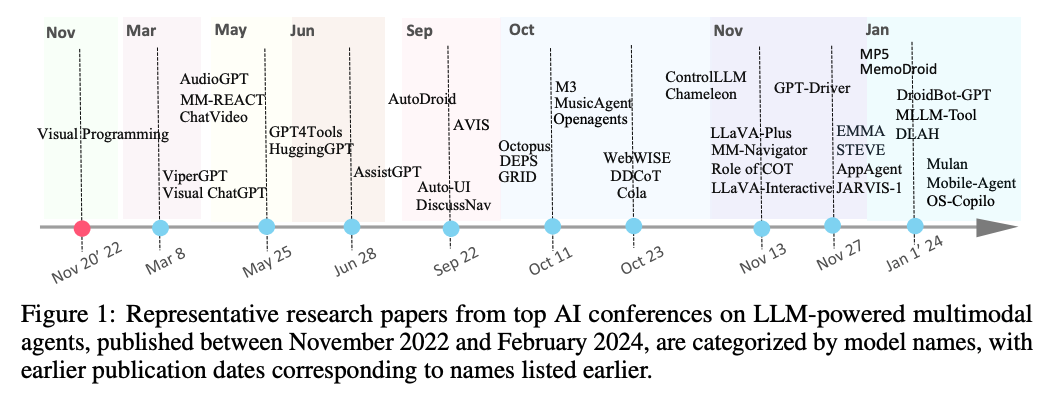 Nov
Mar
May
Jun
Sep
Oct
Nov
Jan
Visual Programming
ViperGPT
Visual ChatGPT
AudioGPT
MM-REACT
ChatVideo
GPT4Tools
HuggingGPT
AssistGPT
AutoDroid
AVIS
Auto-UI
DiscussNav
Octopus
DEPS
GRID
M3
MusicAgent
Openagents
WebWISE
DDCoT
Cola
ControlLLM
Chameleon
LLaVA-Plus
MM-Navigator
Role of COT
LLaVA-Interactive
GPT-Driver
EMMA
STEVE
AppAgent
JARVIS-1
MP5
MemoDroid
DroidBot-GPT
MLLM-Tool
DLAH
Mulan
Mobile-Agent
OS-Copilo
Nov 20' 22
Mar 8
May 25
Jun 28
Sep 22
Oct 11
Oct 23
Nov 13
Nov 27
Jan 1' 24
Figure 1: Representative research papers from top AI conferences on LLM-powered multimodal
agents, published between November 2022 and February 2024, are categorized by model names, with
earlier publication dates corresponding to names listed earlier.